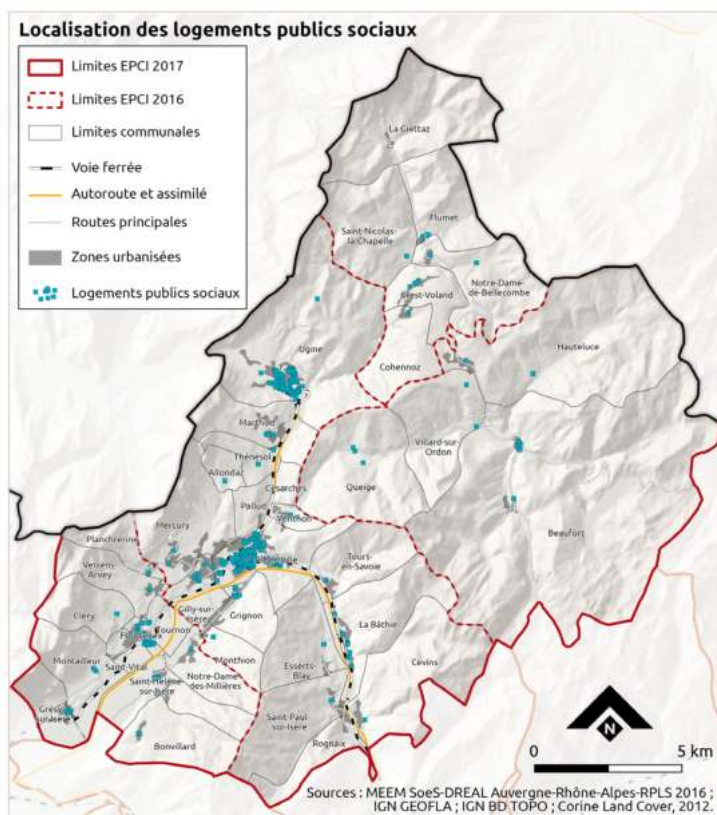 Localisation des logements publics sociaux
Limites EPCI 2017
Limites EPCI 2016
Limites communales
Voie ferrée
Autoroute et assimilé
Routes principales
Zones urbanisées
Logements publics sociaux
La Giettaz
Flumet
Saint-Nicolas-
la-Chapelle
Notre-Dame-
de-Bellecombe
Crest-Voland
Ugine
Cohennoz
Hauteluce
Marthod
Thénésol
Allondaz
Villard-sur-
Doron
Césarches
Queige
Pallud
Venthon
Mercury
Beaufort
Plancherine
Verrens-
Arvey
Albertville
Tours-
en-Savoie
Cléry
Gilly-sur-
Isère
Grignon
La Bâthie
Frontenex
Tournon
Montailleur
Saint-Vital
Monthion
Esserts-
Blay
Cevins
Sainte-Hélène-
sur-Isère
Notre-Dame-
des-Millières
Grésy-
sur-Isère
Saint-Paul-
sur-Isère
Bonvillard
Rognaix
N
0 5 km
Sources : MEEM SoeS-DREAL Auvergne-Rhône-Alpes-RPLS 2016 ;
IGN GEOFLA ; IGN BD TOPO ; Corine Land Cover, 2012.